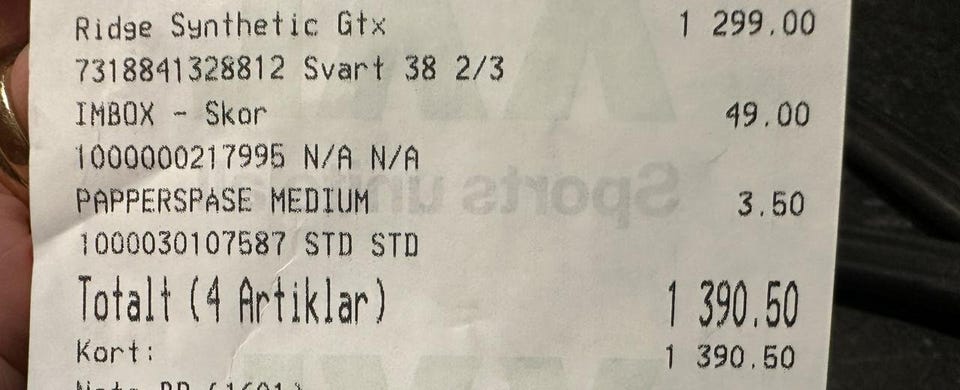 Ridge Synthetic Gtx 1 299.00
7318841328812 Svart 38 2/3
IMBOX - Skor 49.00
1000000217995 N/A N/A
PAPPERSPASE MEDIUM 3.50
1000030107587 STD STD
Totalt (4 Artiklar) 1 390.50
Kort: 1 390.50
Sports